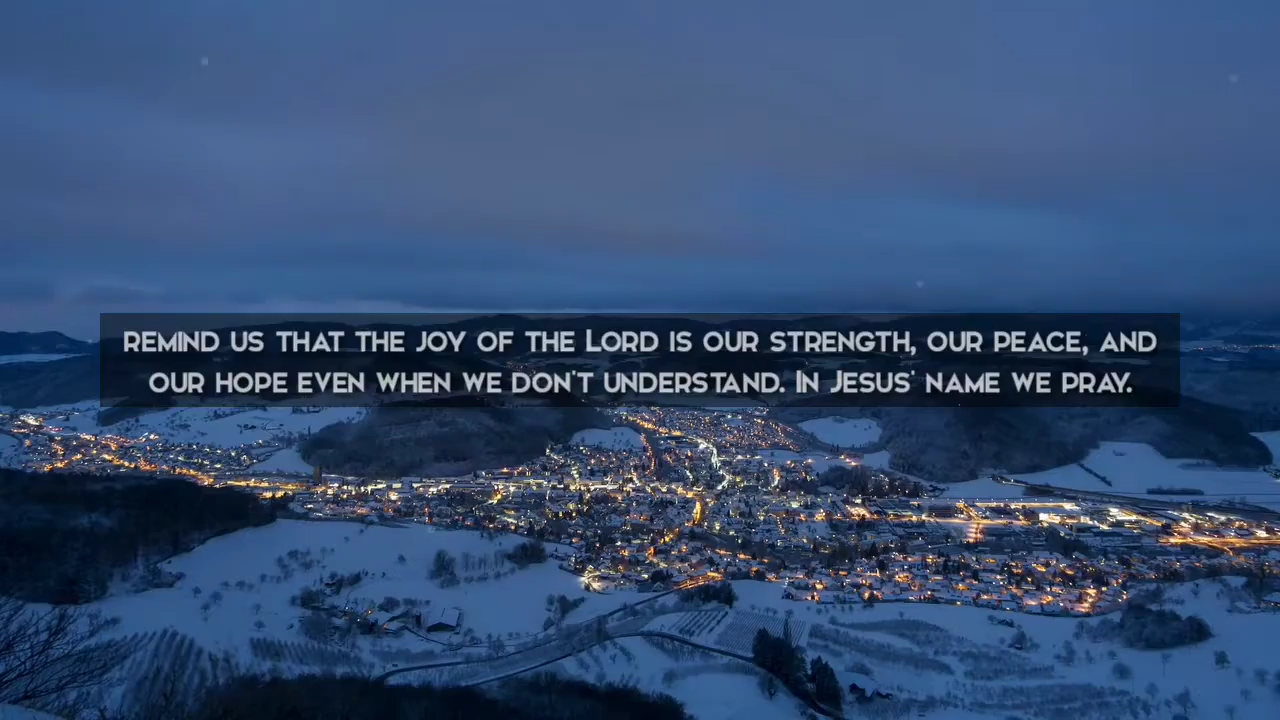 REMIND US THAT THE JOY OF THE LORD IS OUR STRENGTH, OUR PEACE, AND
OUR HOPE EVEN WHEN WE DON'T UNDERSTAND. IN JESUS' NAME WE PRAY.